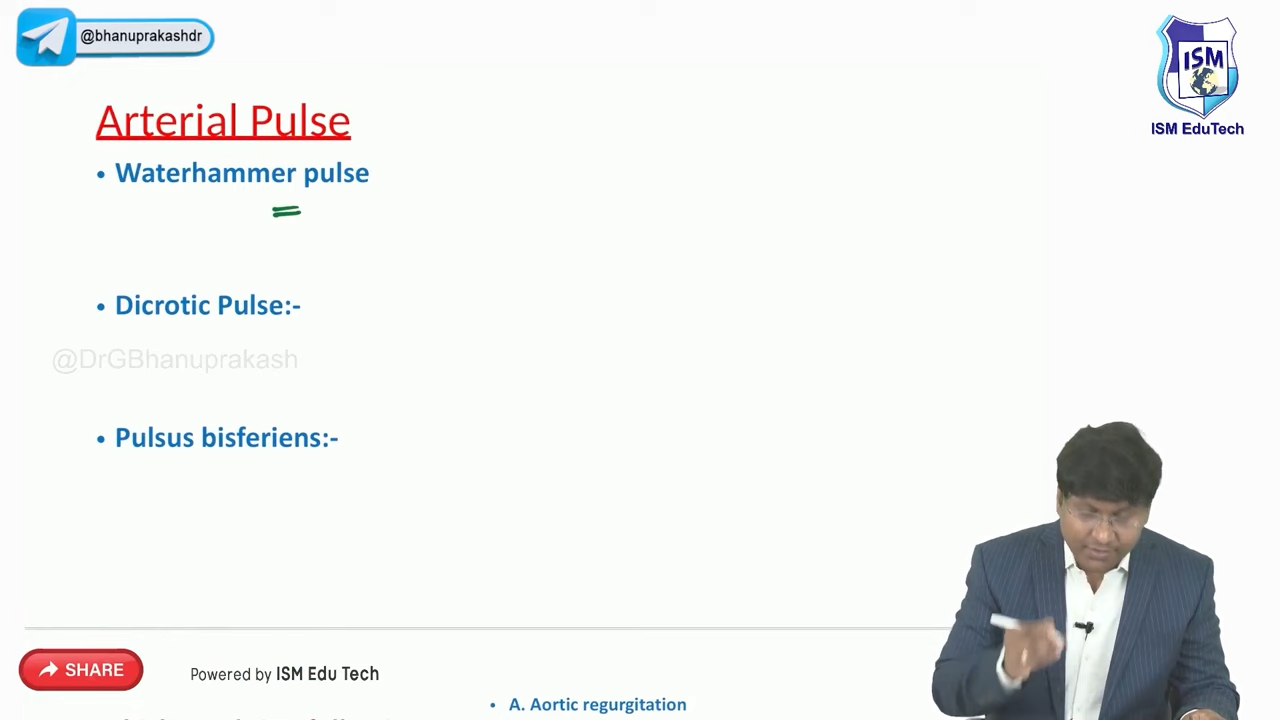 @bhanuprakashdr
ISM
ISM EduTech
Arterial Pulse
• Waterhammer pulse
=
• Dicrotic Pulse:-
@DrGBhanuprakash
• Pulsus bisferiens:-
SHARE
Powered by ISM Edu Tech
• A. Aortic regurgitation